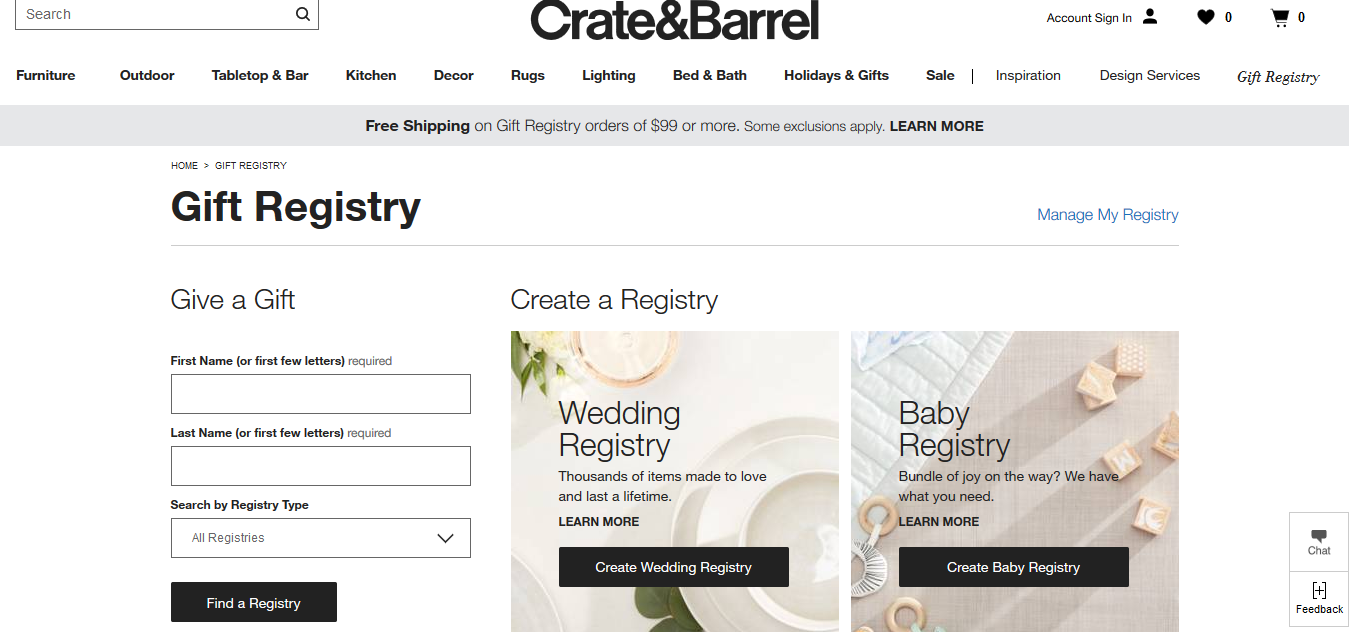 Search
Crate&Barrel
Account Sign In
0
0
Furniture
Outdoor
Tabletop & Bar
Kitchen
Decor
Rugs
Lighting
Bed & Bath
Holidays & Gifts
Sale
Inspiration
Design Services
Gift Registry
Free Shipping on Gift Registry orders of $99 or more. Some exclusions apply. LEARN MORE
HOME > GIFT REGISTRY
Gift Registry
Manage My Registry
Give a Gift
First Name (or first few letters) required
Last Name (or first few letters) required
Search by Registry Type
All Registries
Find a Registry
Create a Registry
Wedding
Registry
Thousands of items made to love
and last a lifetime.
LEARN MORE
Create Wedding Registry
Baby
Registry
Bundle of joy on the way? We have
what you need.
LEARN MORE
Create Baby Registry
Chat
[+]
Feedback